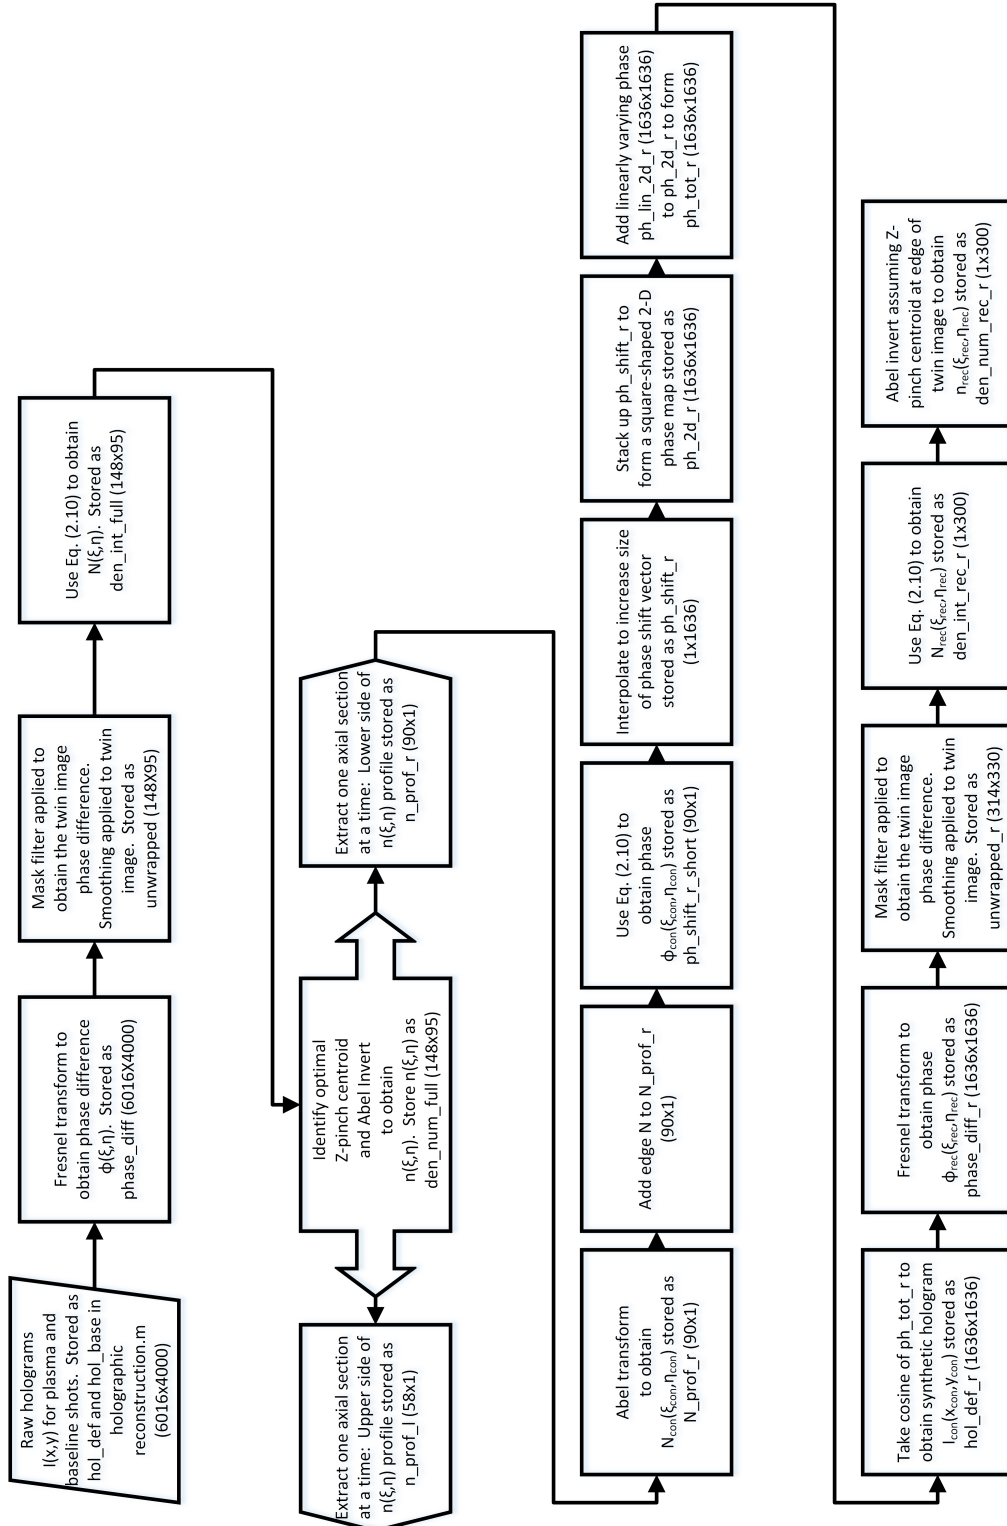 Raw holograms
I(x,y) for plasma and
baseline shots.  Stored as
hol_def and hol_base in
holographic
reconstruction.m
(6016x4000)
Fresnel transform to
obtain phase difference
ϕ(ξ,η).  Stored as
phase_diff (6016X4000)
Mask filter applied to
obtain the twin image
phase difference.
Smoothing applied to twin
image.  Stored as
unwrapped (148X95)
Use Eq. (2.10) to obtain
N(ξ,η).  Stored as
den_int_full (148x95)
Extract one axial section
at a time:  Upper side of
n(ξ,η) profile stored as
n_prof_l (58x1)
Identify optimal
Z-pinch centroid
and Abel Invert
to obtain
n(ξ,η).  Store n(ξ,η) as
den_num_full (148x95)
Extract one axial section
at a time:  Lower side of
n(ξ,η) profile stored as
n_prof_r (90x1)
Abel transform
to obtain
Ncon(ξcon,ηcon) stored as
N_prof_r (90x1)
Add edge N to N_prof_r
(90x1)
Use Eq. (2.10) to
obtain phase
ϕcon(ξcon,ηcon) stored as
ph_shift_r_short (90x1)
Interpolate to increase size
of phase shift vector
stored as ph_shift_r
(1x1636)
Stack up ph_shift_r to
form a square-shaped 2-D
phase map stored as
ph_2d_r (1636x1636)
Add linearly varying phase
ph_lin_2d_r (1636x1636)
to ph_2d_r to form
ph_tot_r (1636x1636)
Take cosine of ph_tot_r to
obtain synthetic hologram
Icon(xcon,ycon) stored as
hol_def_r (1636x1636)
Fresnel transform to
obtain phase
ϕrec(ξrec,ηrec) stored as
phase_diff_r (1636x1636)
Mask filter applied to
obtain the twin image
phase difference.
Smoothing applied to twin
image.  Stored as
unwrapped_r (314x330)
Use Eq. (2.10) to obtain
Nrec(ξrec,ηrec) stored as
den_int_rec_r (1x300)
Abel invert assuming Z-
pinch centroid at edge of
twin image to obtain
nrec(ξrec,ηrec) stored as
den_num_rec_r (1x300)